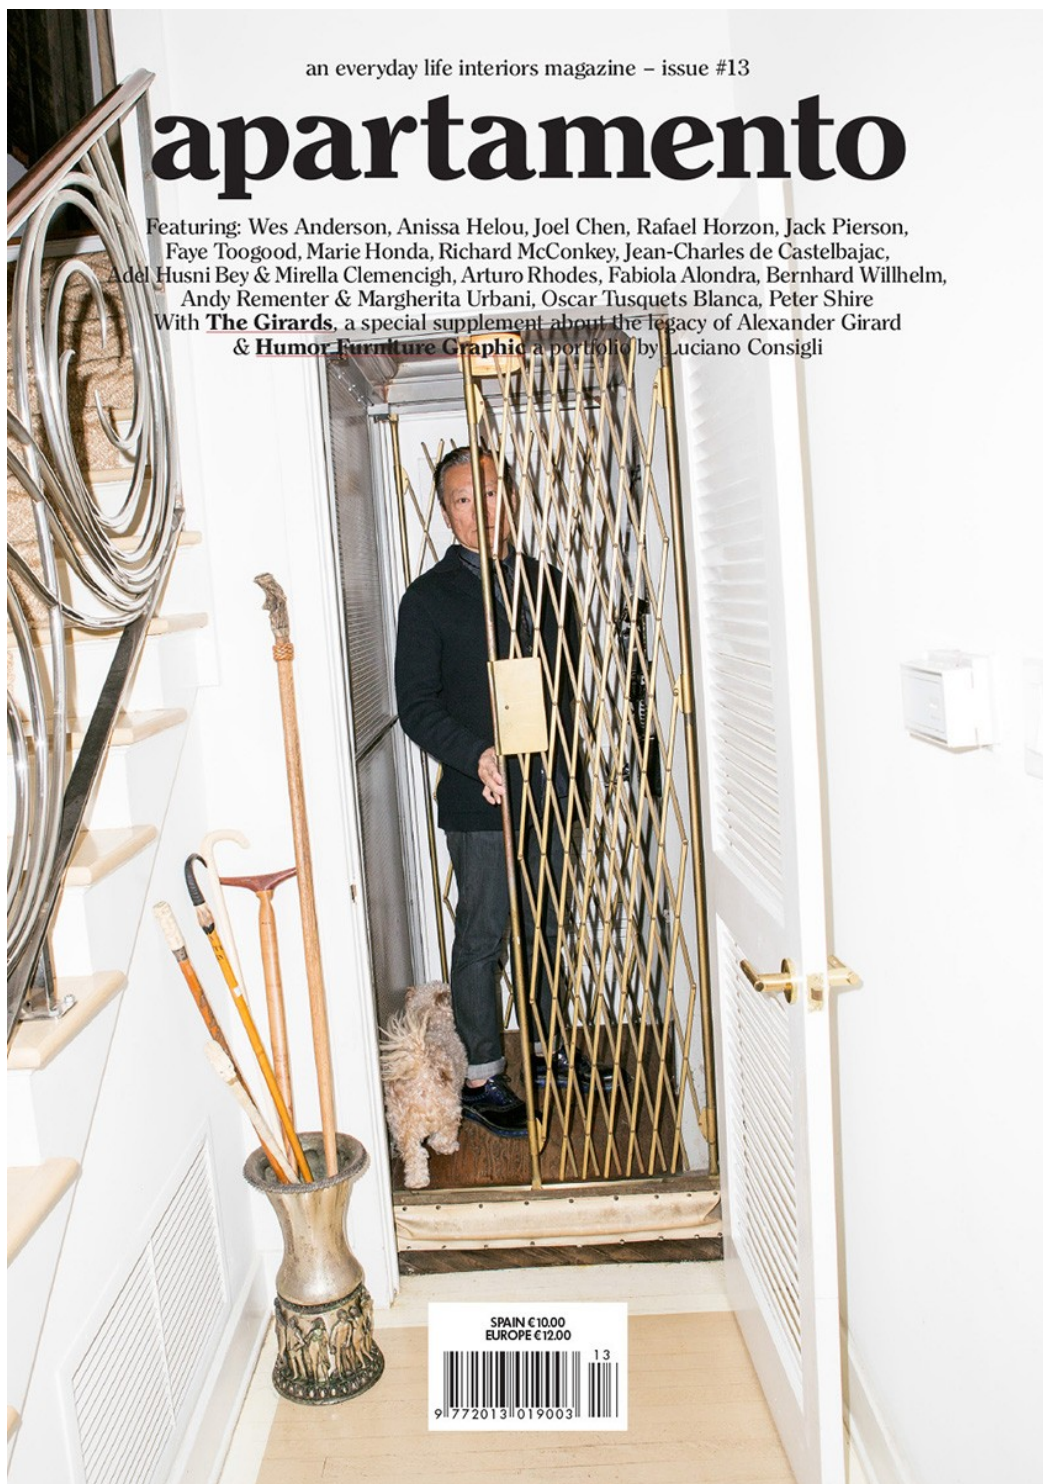 an everyday life interiors magazine – issue #13
apartamento
Featuring: Wes Anderson, Anissa Helou, Joel Chen, Rafael Horzon, Jack Pierson,
Faye Toogood, Marie Honda, Richard McConkey, Jean-Charles de Castelbajac,
Adel Husni Bey & Mirella Clemencigh, Arturo Rhodes, Fabiola Alondra, Bernhard Willhelm,
Andy Rementer & Margherita Urbani, Oscar Tusquets Blanca, Peter Shire
With The Girards, a special supplement about the legacy of Alexander Girard
& Humor Furniture Graphic a portfolio by Luciano Consigli
SPAIN €10.00
EUROPE €12.00
13
9 772013 019003